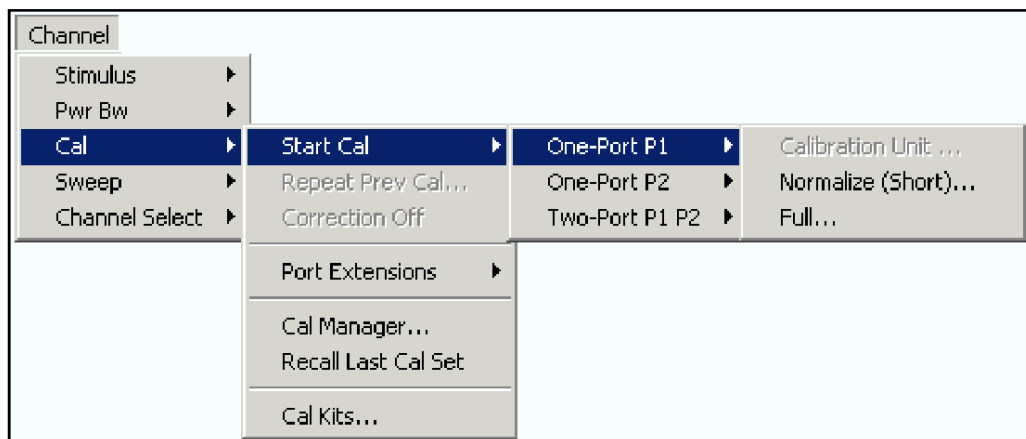 Channel
Stimulus
Pwr Bw
Cal
Sweep
Channel Select
Start Cal
Repeat Prev Cal...
Correction Off
Port Extensions
Cal Manager...
Recall Last Cal Set
Cal Kits...
One-Port P1
One-Port P2
Two-Port P1 P2
Calibration Unit ...
Normalize (Short)...
Full...